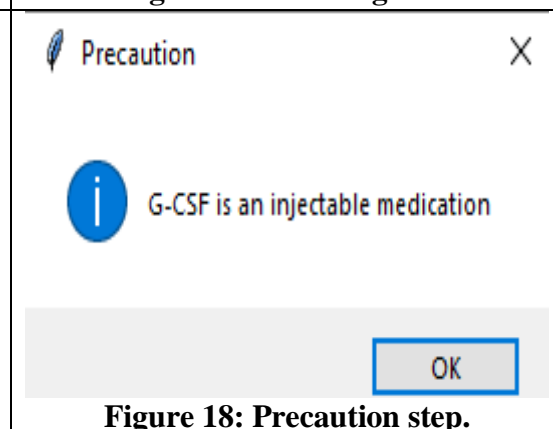 Precaution
G-CSF is an injectable medication
OK
Figure 18: Precaution step.